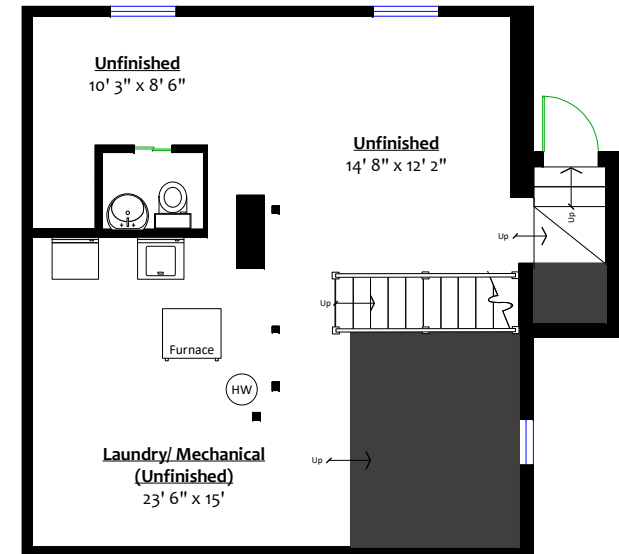 Unfinished
10' 3" x 8' 6"
Unfinished
14' 8" x 12' 2"
Up
Up
Up
Furnace
HW
Laundry/ Mechanical
(Unfinished)
23' 6" x 15'
Up